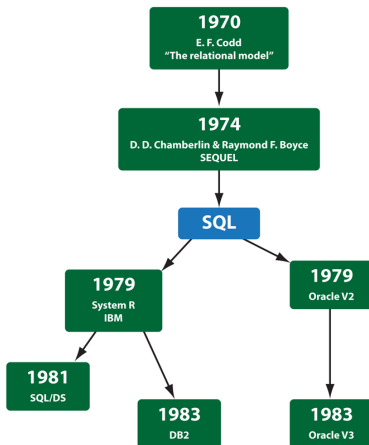 1970
E. F. Codd
“The relational model”
1974
D. D. Chamberlin & Raymond F. Boyce
SEQUEL
SQL
1979
System R
IBM
1979
Oracle V2
1981
SQL/DS
1983
DB2
1983
Oracle V3